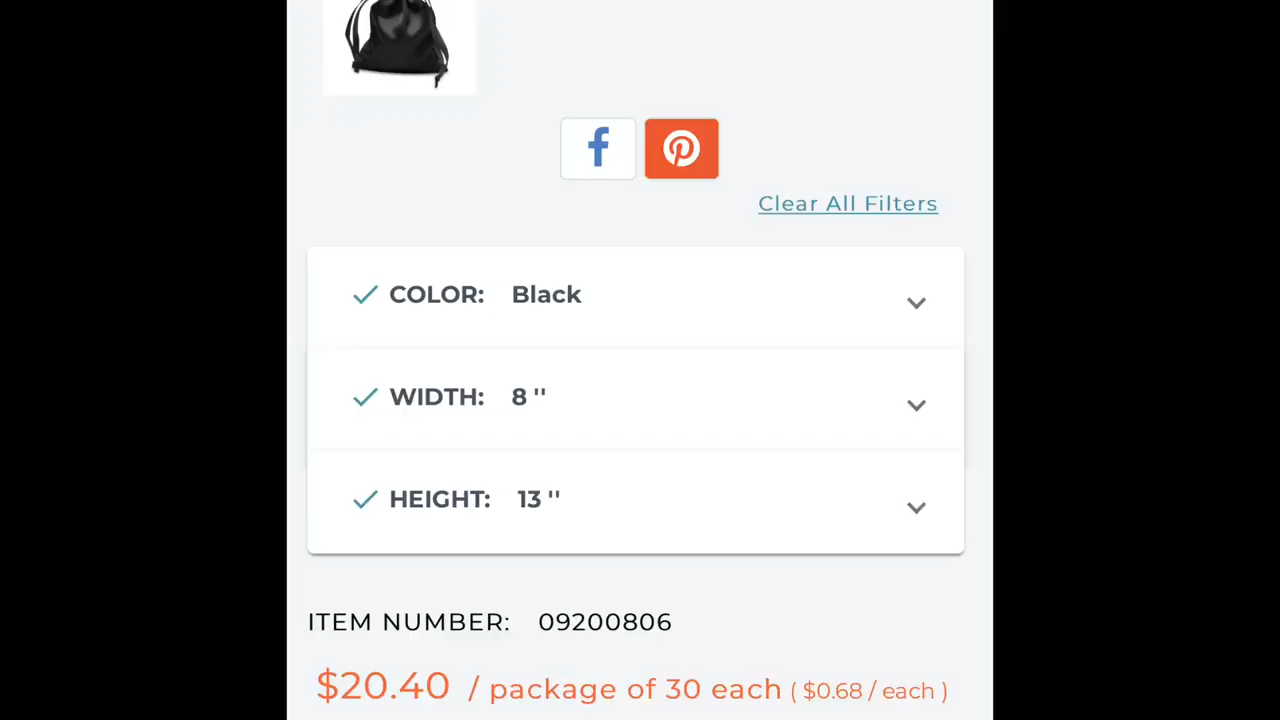 Clear All Filters
COLOR: Black
WIDTH: 8 ''
HEIGHT: 13 ''
ITEM NUMBER: 09200806
$20.40 / package of 30 each ( $0.68 / each )